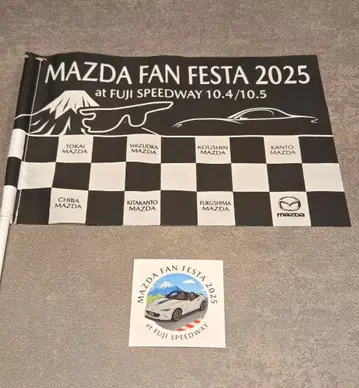 MAZDA FAN FESTA 2025
at FUJI SPEEDWAY 10.4/10.5
TOKAI
MAZDA
SHIZUOKA
MAZDA
KOUSHIN
MAZDA
KANTO
MAZDA
CHIBA
MAZDA
KITAKANTO
MAZDA
FUKUSHIMA
MAZDA
mazda
MAZDA FAN FESTA 2025
at FUJI SPEEDWAY